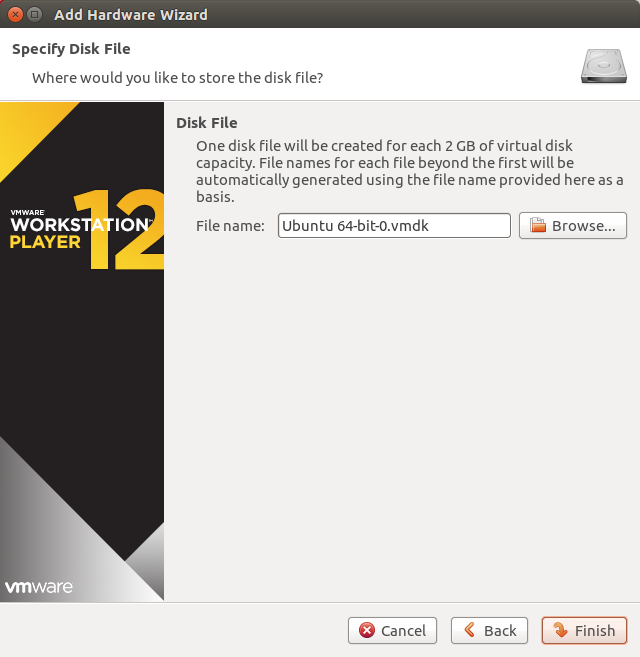 Add Hardware Wizard
Specify Disk File
Where would you like to store the disk file?
Disk File
One disk file will be created for each 2 GB of virtual disk
capacity. File names for each file beyond the first will be
automatically generated using the file name provided here as a
basis.
File name:
Ubuntu 64-bit-0.vmdk
Browse...
VMWARE
WORKSTATION™
PLAYER
12
vmware
Cancel
Back
Finish